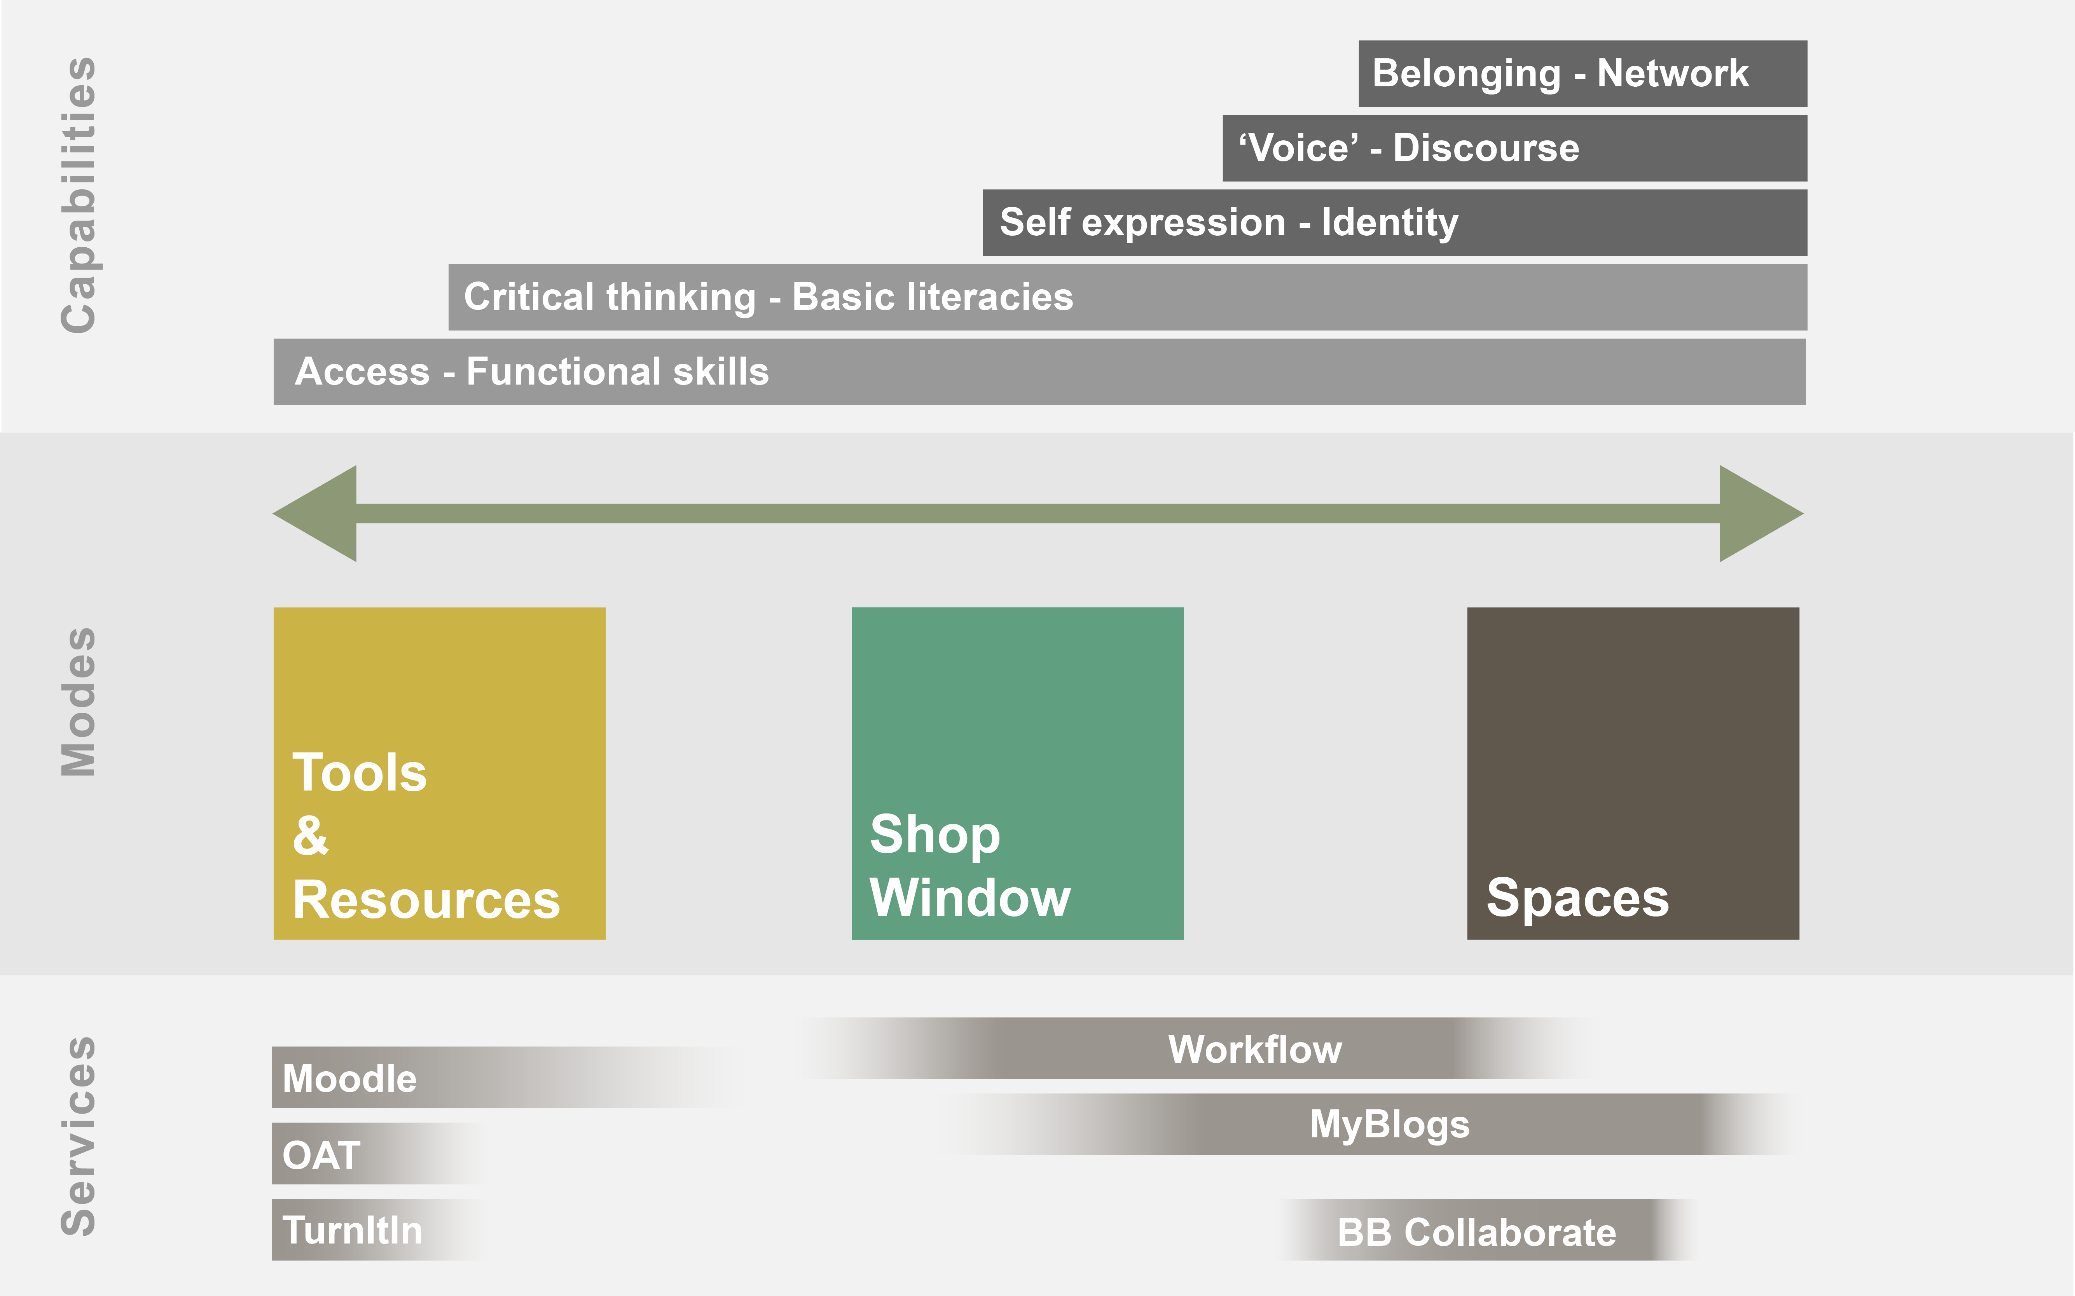 Capabilities
Belonging - Network
‘Voice’ - Discourse
Self expression - Identity
Critical thinking - Basic literacies
Access - Functional skills
Modes
Tools
&
Resources
Shop
Window
Spaces
Services
Workflow
Moodle
MyBlogs
OAT
TurnItIn
BB Collaborate